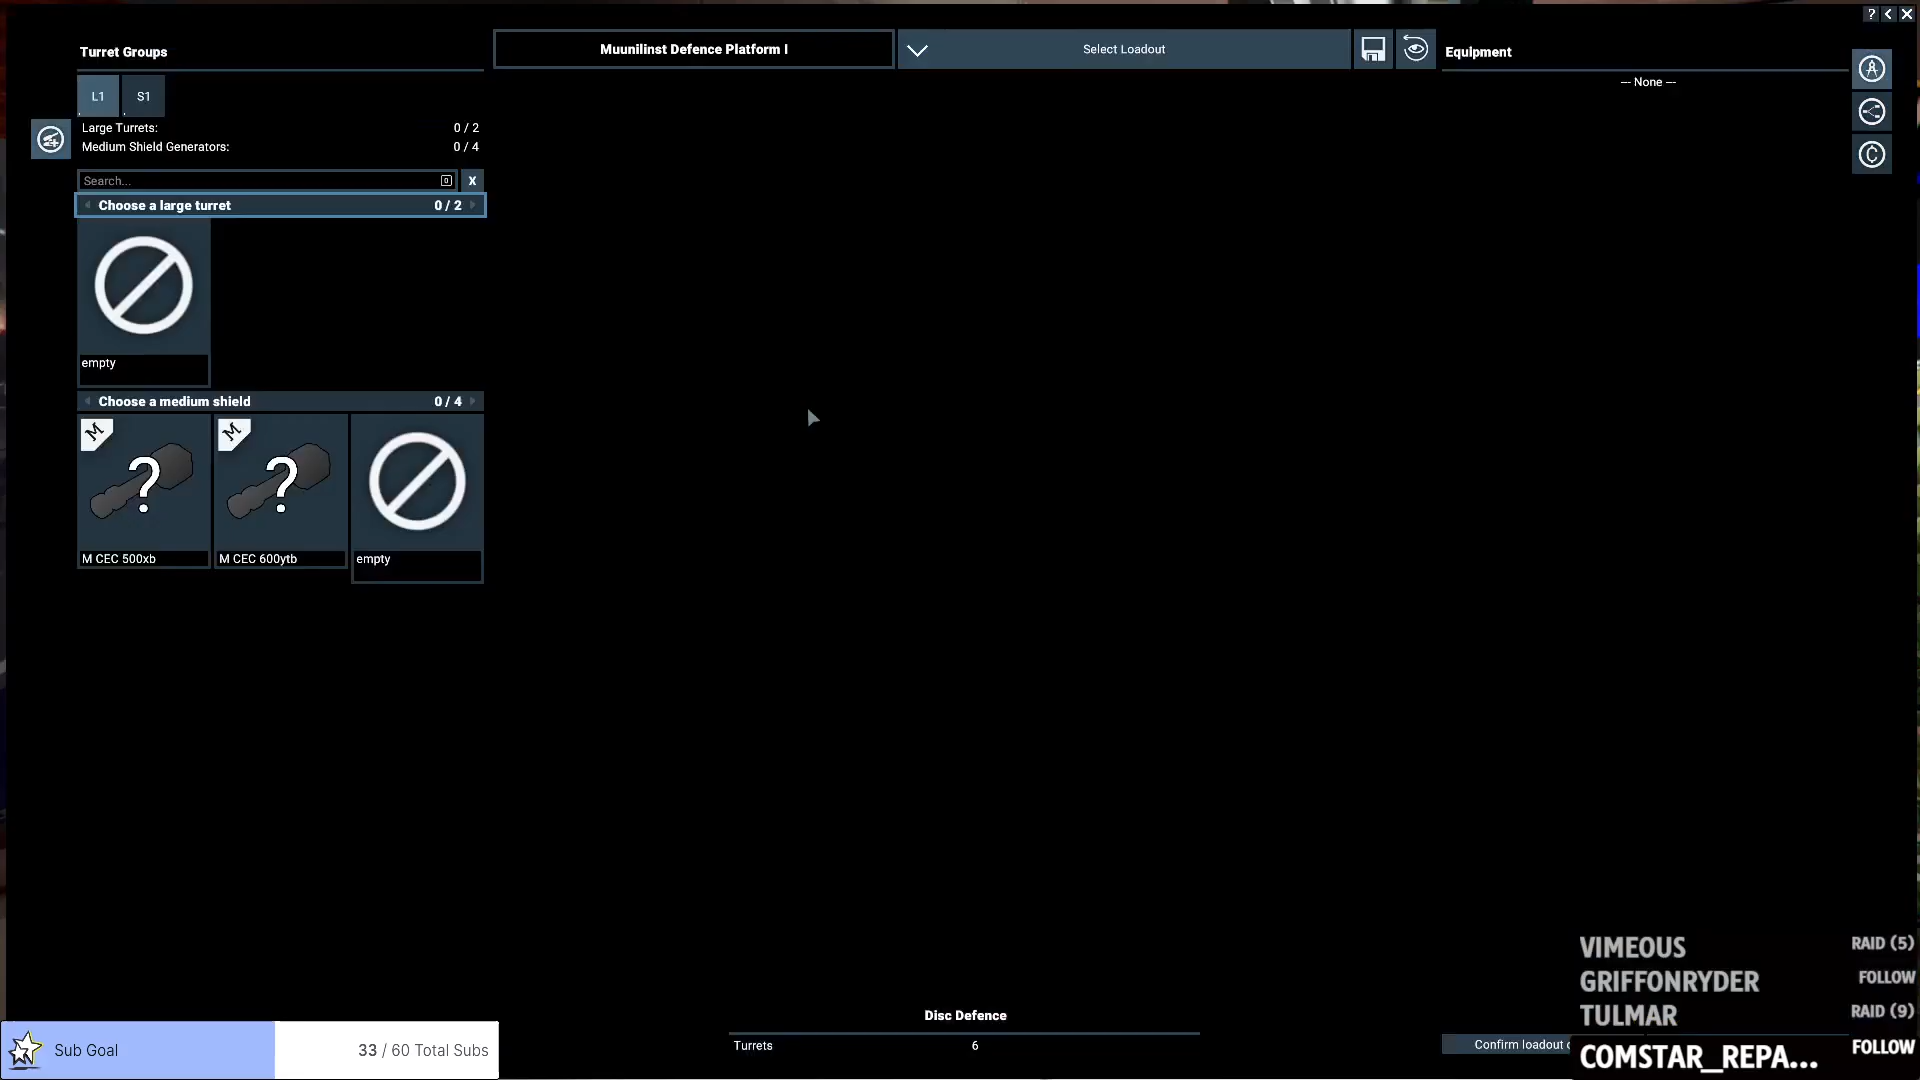 Turret Groups
Muunilinst Defence Platform I
Select Loadout
Equipment
--- None ---
L1
S1
Large Turrets: 0 / 2
Medium Shield Generators: 0 / 4
Search...
X
Choose a large turret 0 / 2
empty
Choose a medium shield 0 / 4
M
?
M CEC 500xb
M
?
M CEC 600ytb
empty
Disc Defence
Turrets 6
Sub Goal
33 / 60 Total Subs
Confirm loadout
VIMEOUS RAID (5)
GRIFFONRYDER FOLLOW
TULMAR RAID (9)
COMSTAR_REPA... FOLLOW